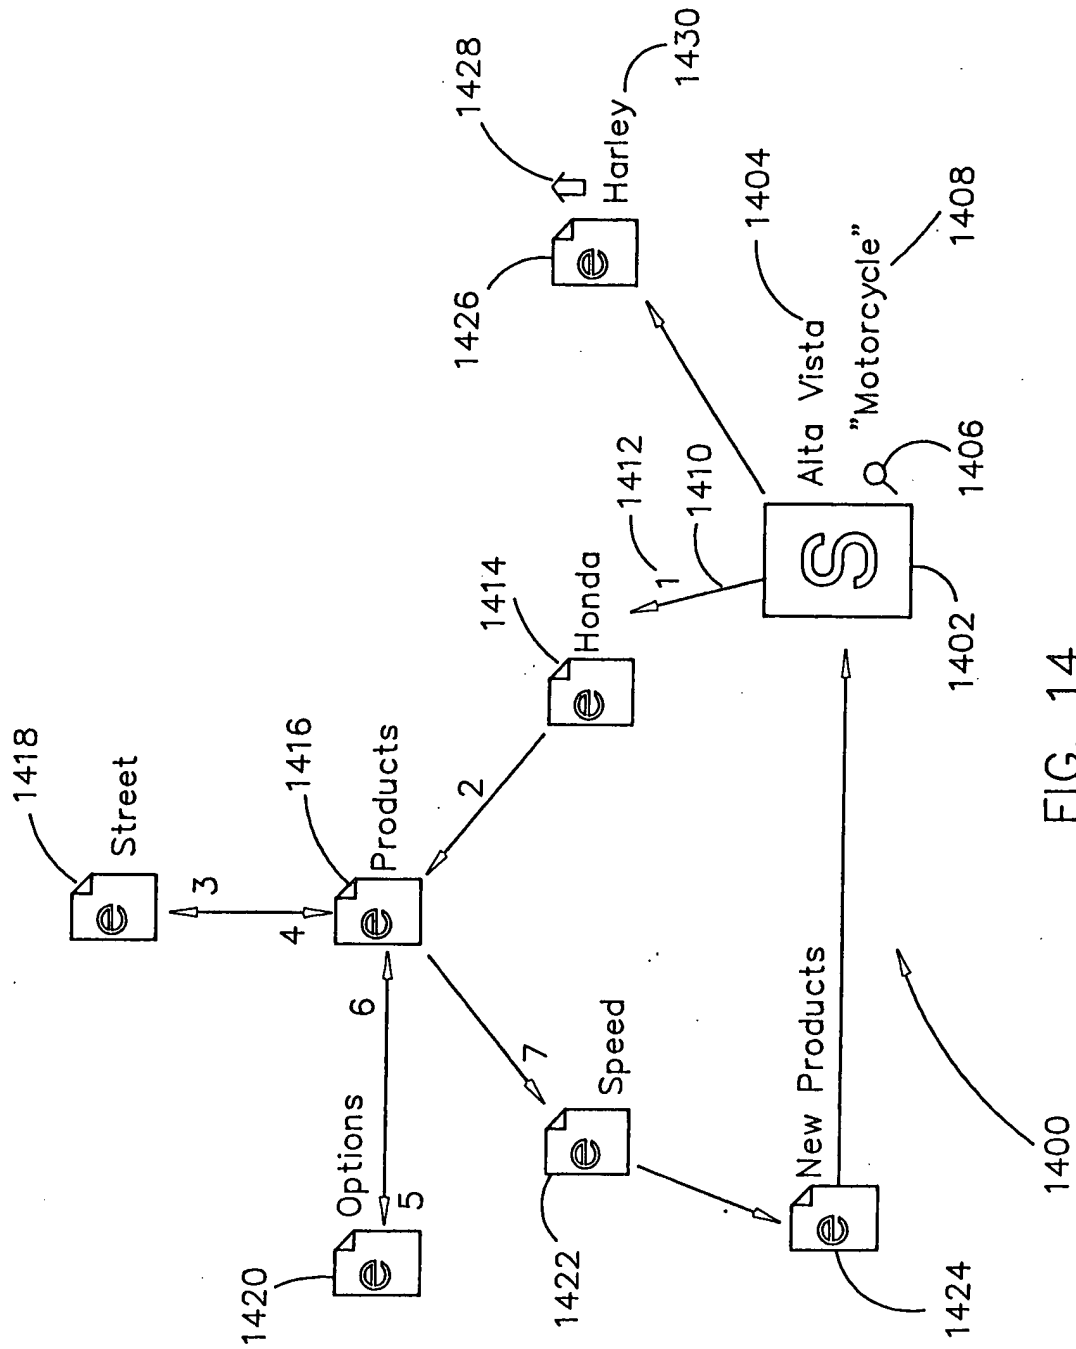 1418
Street
3
4
1420
Options
5
6
1416
Products
2
1414
Honda
1412
1
1410
1428
1426
Harley
1430
7
1422
Speed
S
Alta Vista
1404
"Motorcycle"
1408
1406
1402
New Products
1424
1400
FIG. 14
e
e
e
e
e
e
e